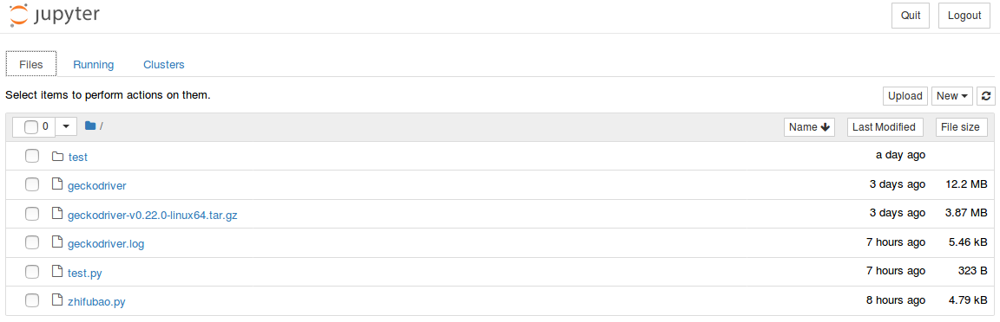 jupyter Quit Logout
Files Running Clusters
Select items to perform actions on them. Upload New
0 / Name Last Modified File size
test a day ago
geckodriver 3 days ago 12.2 MB
geckodriver-v0.22.0-linux64.tar.gz 3 days ago 3.87 MB
geckodriver.log 7 hours ago 5.46 kB
test.py 7 hours ago 323 B
zhifubao.py 8 hours ago 4.79 kB